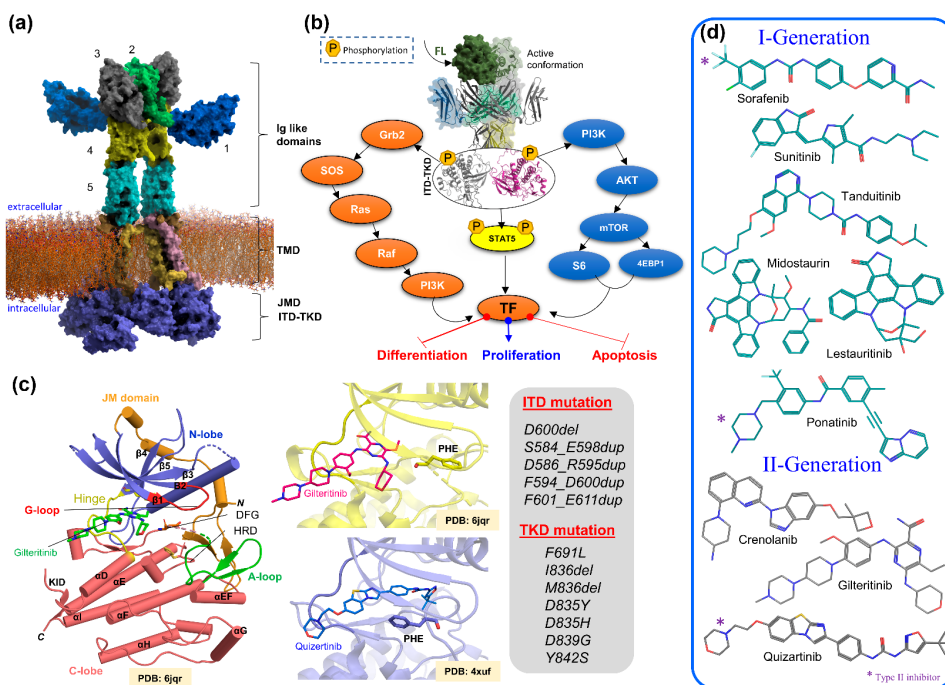 (a)
3
2
4
1
5
Ig like
domains
extracellular
TMD
intracellular
JMD
ITD-TKD
(b)
P Phosphorylation
FL
Active
conformation
Grb2
PI3K
P
P
ITD-TKD
SOS
AKT
Ras
P
P
STAT5
mTOR
Raf
S6
4EBP1
PI3K
TF
Differentiation
Proliferation
Apoptosis
(c)
JM domain
N-lobe
β4
β5
β3
B2
β1
Hinge
G-loop
N
DFG
Gilteritinib
HRD
αD
αE
A-loop
KID
αI
αF
αEF
C
αH
αG
C-lobe
PDB: 6jqr
PHE
Gilteritinib
PDB: 6jqr
Quizertinib
PHE
PDB: 4xuf
ITD mutation
D600del
S584_E598dup
D586_R595dup
F594_D600dup
F601_E611dup
TKD mutation
F691L
I836del
M836del
D835Y
D835H
D839G
Y842S
(d)
I-Generation
*
Sorafenib
Sunitinib
Tanduitinib
Midostaurin
Lestauritinib
*
Ponatinib
II-Generation
Crenolanib
Gilteritinib
*
Quizartinib
* Type II inhibitor